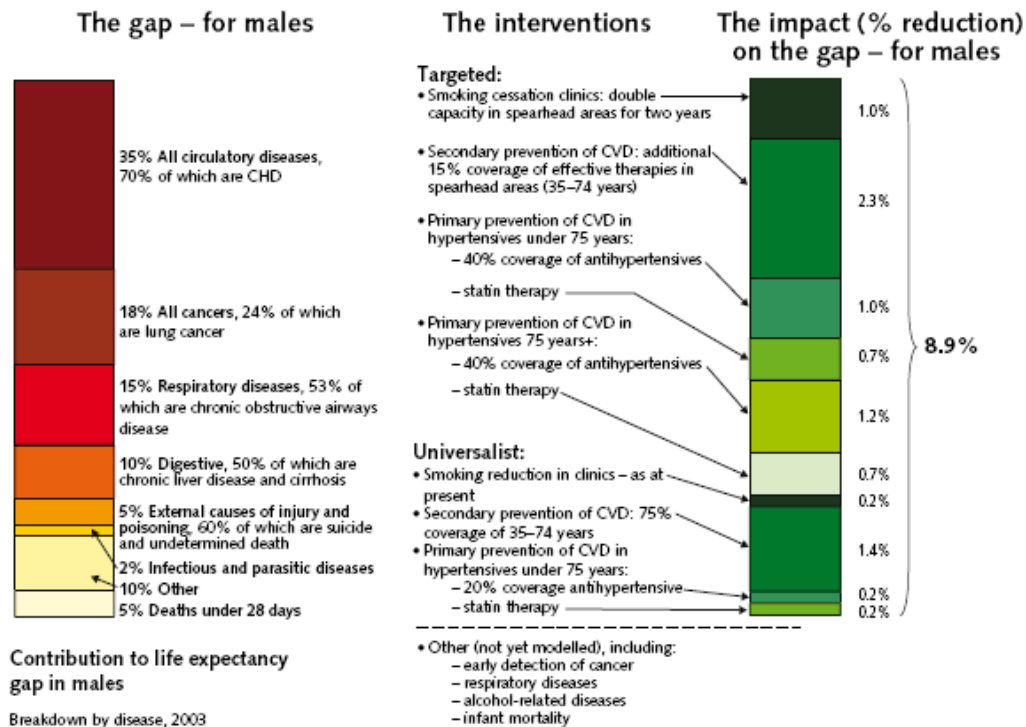 The gap – for males
35% All circulatory diseases,
70% of which are CHD
18% All cancers, 24% of which
are lung cancer
15% Respiratory diseases, 53% of
which are chronic obstructive airways
disease
10% Digestive, 50% of which are
chronic liver disease and cirrhosis
5% External causes of injury and
poisoning, 60% of which are suicide
and undetermined death
2% Infectious and parasitic diseases
10% Other
5% Deaths under 28 days
Contribution to life expectancy
gap in males
Breakdown by disease, 2003
The interventions
Targeted:
• Smoking cessation clinics: double
capacity in spearhead areas for two years
• Secondary prevention of CVD: additional
15% coverage of effective therapies in
spearhead areas (35–74 years)
• Primary prevention of CVD in
hypertensives under 75 years:
– 40% coverage of antihypertensives
– statin therapy
• Primary prevention of CVD in
hypertensives 75 years+:
– 40% coverage of antihypertensives
– statin therapy
Universalist:
• Smoking reduction in clinics – as at
present
• Secondary prevention of CVD: 75%
coverage of 35–74 years
• Primary prevention of CVD in
hypertensives under 75 years:
– 20% coverage antihypertensive
– statin therapy
• Other (not yet modelled), including:
– early detection of cancer
– respiratory diseases
– alcohol-related diseases
– infant mortality
The impact (% reduction)
on the gap – for males
1.0%
2.3%
1.0%
0.7%
1.2%
0.7%
0.2%
1.4%
0.2%
0.2%
8.9%